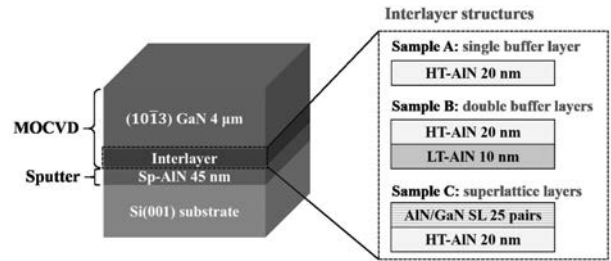 Interlayer structures
Sample A: single buffer layer
HT-AlN 20 nm
Sample B: double buffer layers
HT-AlN 20 nm
LT-AlN 10 nm
Sample C: superlattice layers
AlN/GaN SL 25 pairs
HT-AlN 20 nm
MOCVD
(101̅3) GaN 4 μm
Interlayer
Sputter
Sp-AlN 45 nm
Si(001) substrate